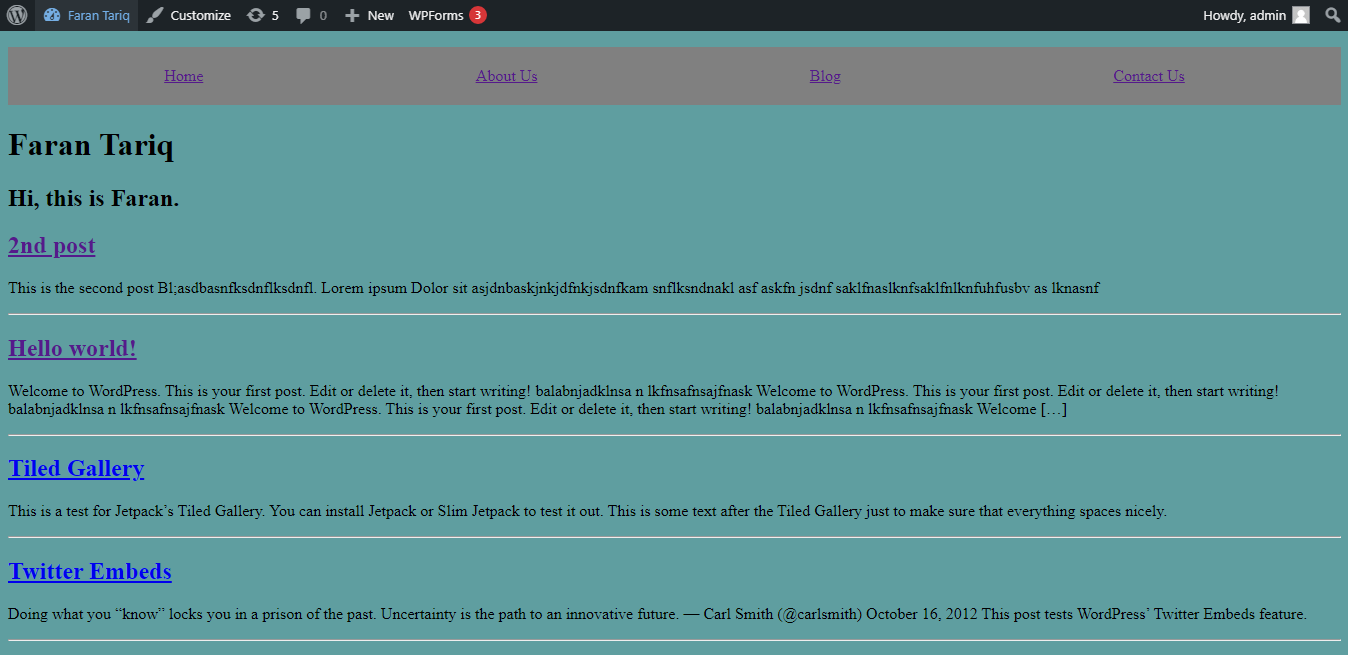 Faran Tariq Customize 5 0 New WPForms 3 Howdy, admin
Home About Us Blog Contact Us
Faran Tariq
Hi, this is Faran.
2nd post
This is the second post Bl;asdbasnfksdnflksdnfl. Lorem ipsum Dolor sit asjdnbaskjnkjdfnkjsdnfkam snflksndnakl asf askfn jsdnf saklfnaslknfsaklfnlknfuhfusbv as lknasnf
Hello world!
Welcome to WordPress. This is your first post. Edit or delete it, then start writing! balabnjadklnsa n lkfnsafnsajfnask Welcome to WordPress. This is your first post. Edit or delete it, then start writing!
balabnjadklnsa n lkfnsafnsajfnask Welcome to WordPress. This is your first post. Edit or delete it, then start writing! balabnjadklnsa n lkfnsafnsajfnask Welcome […]
Tiled Gallery
This is a test for Jetpack’s Tiled Gallery. You can install Jetpack or Slim Jetpack to test it out. This is some text after the Tiled Gallery just to make sure that everything spaces nicely.
Twitter Embeds
Doing what you “know” locks you in a prison of the past. Uncertainty is the path to an innovative future. — Carl Smith (@carlsmith) October 16, 2012 This post tests WordPress’ Twitter Embeds feature.